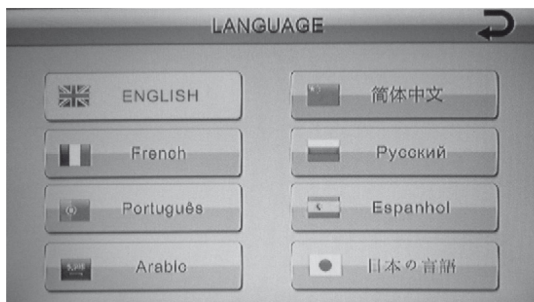 LANGUAGE
ENGLISH
简体中文
French
Русский
Português
Espanhol
Arabic
日本の言語